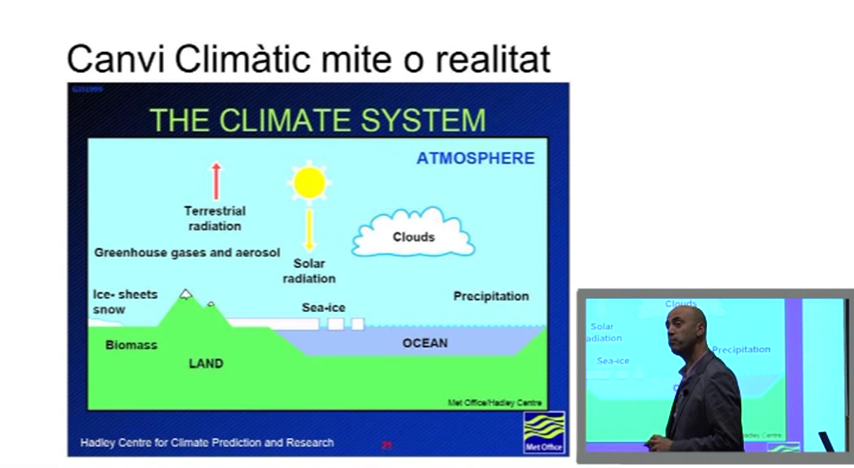 Canvi Climàtic mite o realitat
THE CLIMATE SYSTEM
ATMOSPHERE
Terrestrial
radiation
Greenhouse gases and aerosol
Solar
radiation
Clouds
Ice- sheets
snow
Sea-ice
Precipitation
Biomass
LAND
OCEAN
Met Office/Hadley Centre
Hadley Centre for Climate Prediction and Research
21
Met Office
Clouds
Solar
adiation
Sea-ice
Precipitation